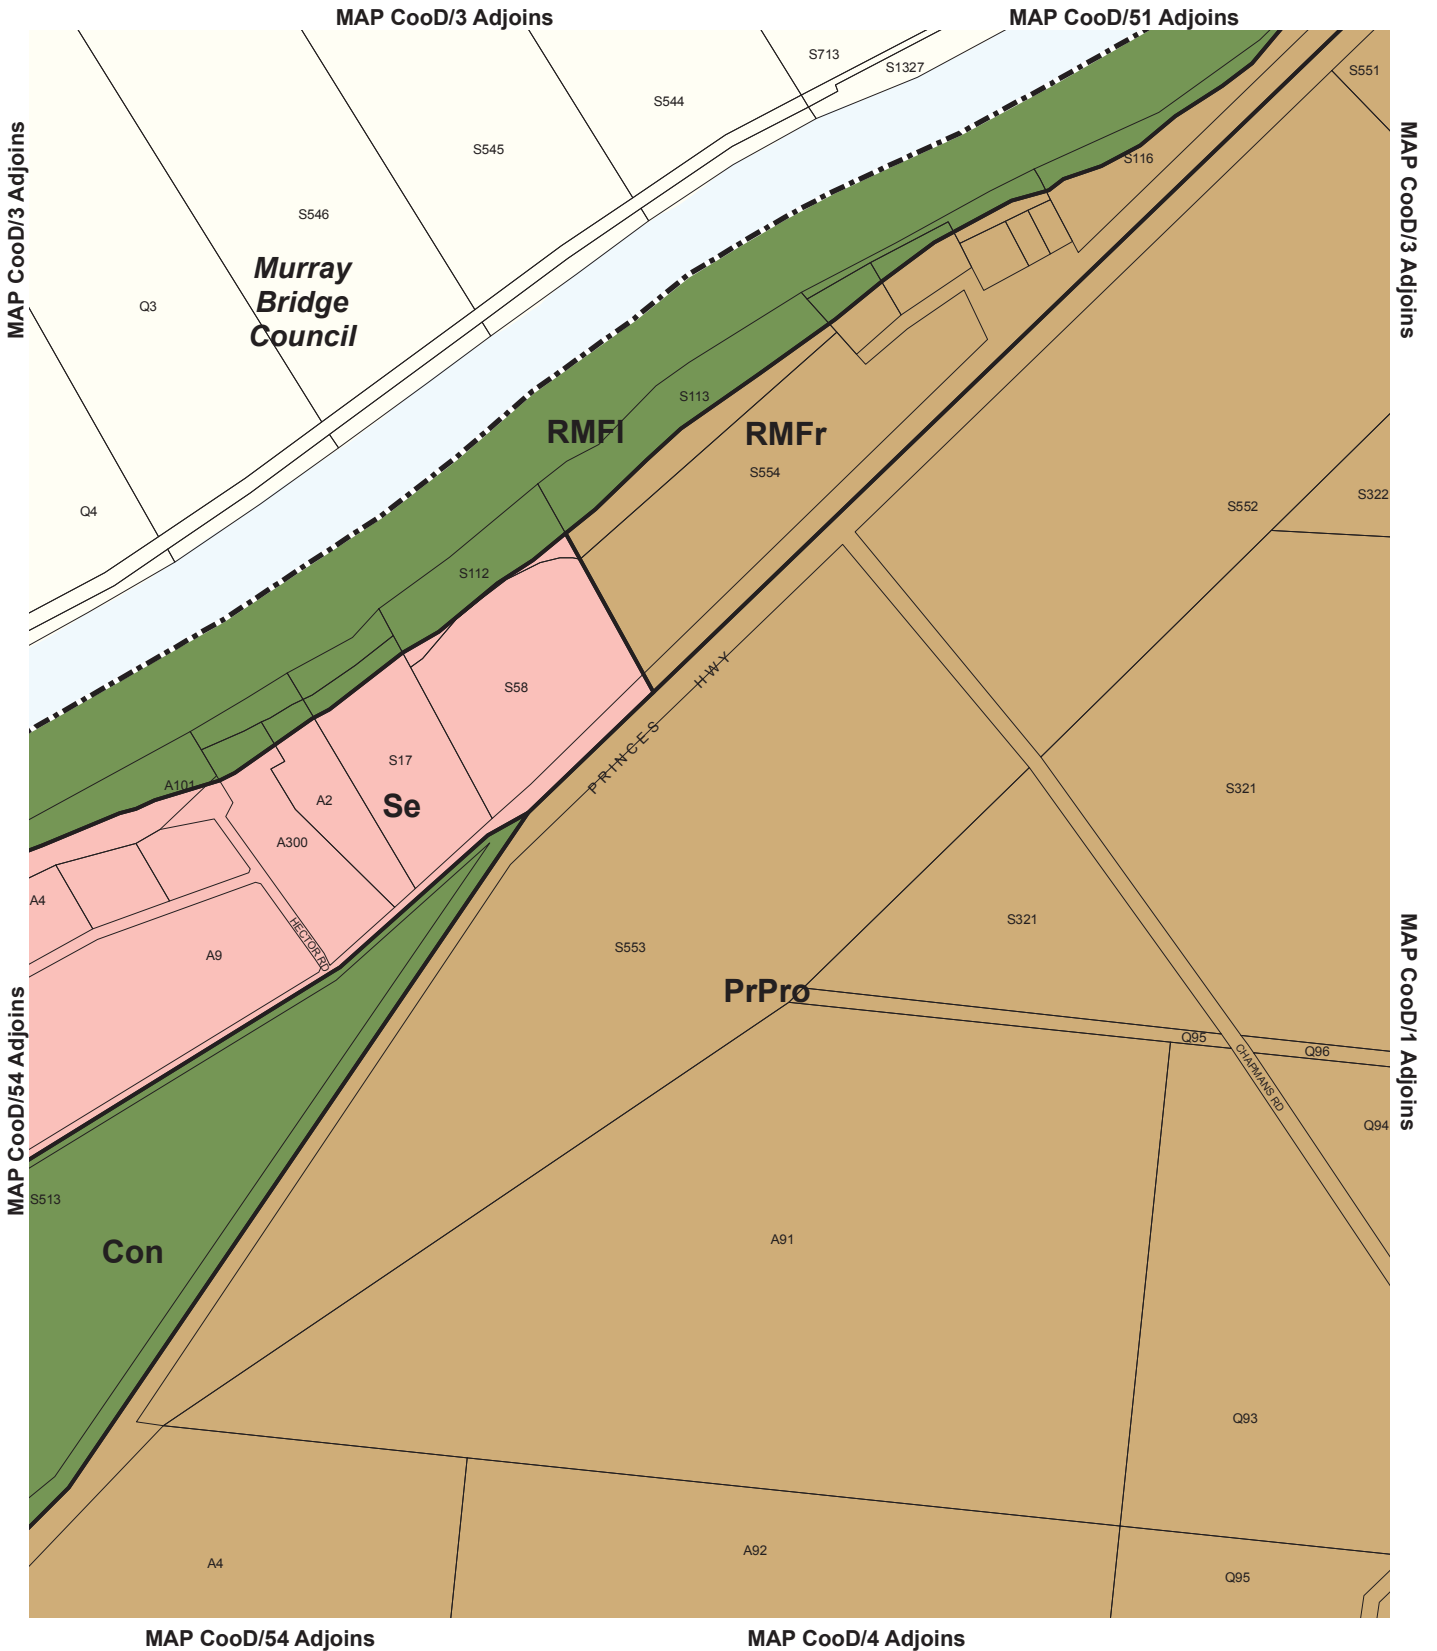 MAP CooD/3 Adjoins
MAP CooD/51 Adjoins
S713
S1327
S551
S544
MAP CooD/3 Adjoins
MAP CooD/3 Adjoins
S545
S116
S546
Murray
Bridge
Council
Q3
S113
RMFl
RMFr
S554
S322
S552
Q4
S112
HWY
S58
PRINCES
S17
A101
S321
A2
Se
A300
A4
S321
HECTOR RD
S553
A9
PrPro
MAP CooD/1 Adjoins
MAP CooD/54 Adjoins
Q95
Q96
CHAPMANS RD
Q94
S513
A91
Con
Q93
A92
A4
Q95
MAP CooD/54 Adjoins
MAP CooD/4 Adjoins